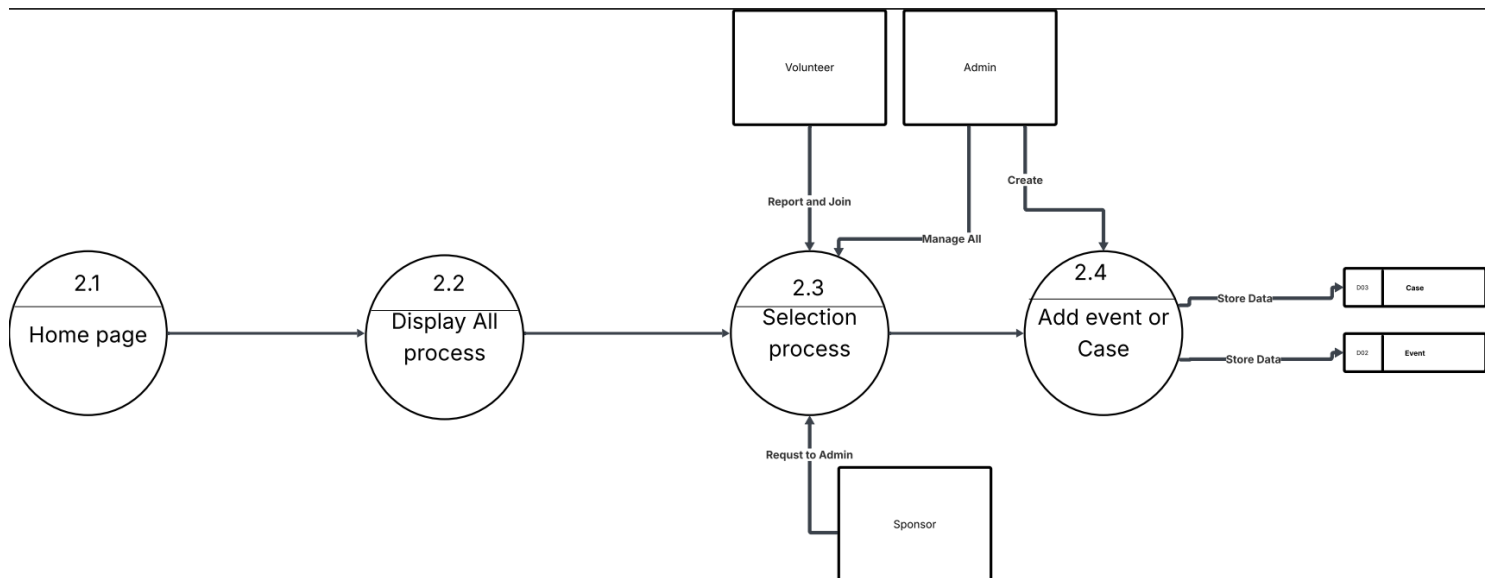 Volunteer
Admin
Create
Report and Join
Manage All
2.1
Home page
2.2
Display All
process
2.3
Selection
process
2.4
Add event or
Case
Store Data
D03
Case
Store Data
D02
Event
Requst to Admin
Sponsor